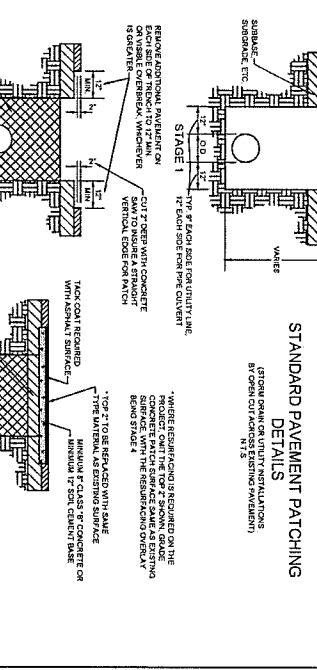 STANDARD PAVEMENT PATCHING
DETAILS
(STORM DRAIN OR UTILITY INSTALLATIONS
BY OPEN CUT ACROSS EXISTING PAVEMENT)
N.T.S.
SUBBASE,
SUBGRADE, ETC.
VARIES
12"
O.D.
12"
STAGE 1
TYP. 9" EACH SIDE FOR UTILITY LINE,
12" EACH SIDE FOR PIPE CULVERT
*WHERE RESURFACING IS REQUIRED ON THE
PROJECT, OMIT THE TOP 2" SHOWN, GRADE
CONCRETE PATCH SURFACE SAME AS EXISTING
SURFACE, WITH THE RESURFACING OVERLAY
BEING STAGE 4
REMOVE ADDITIONAL PAVEMENT ON
EACH SIDE OF TRENCH TO 12" MIN.
OR VISIBLE OVERBREAK, WHICHEVER
IS GREATER
12"
MIN.
2"
2"
12"
MIN.
CUT 2" DEEP WITH CONCRETE
SAW TO INSURE A STRAIGHT
VERTICAL EDGE FOR PATCH
TACK COAT REQUIRED
WITH ASPHALT SURFACE
*TOP 2" TO BE REPLACED WITH SAME
TYPE MATERIAL AS EXISTING SURFACE
MINIMUM 8" CLASS "B" CONCRETE OR
MINIMUM 12" SOIL CEMENT BASE